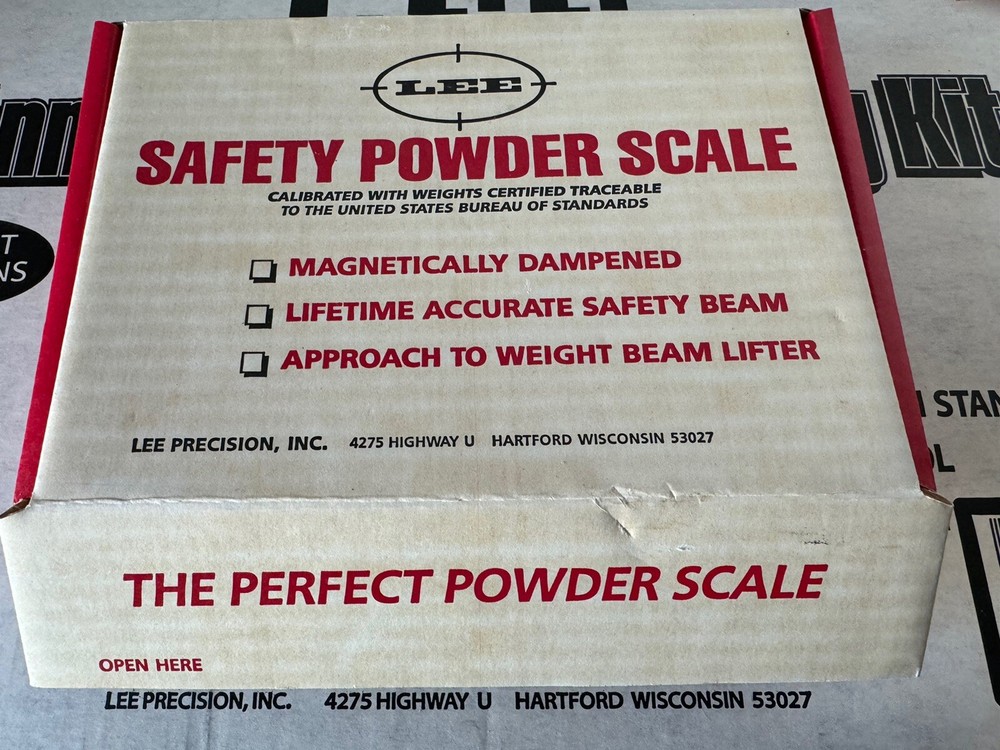 LEE
SAFETY POWDER SCALE
CALIBRATED WITH WEIGHTS CERTIFIED TRACEABLE
TO THE UNITED STATES BUREAU OF STANDARDS
MAGNETICALLY DAMPENED
LIFETIME ACCURATE SAFETY BEAM
APPROACH TO WEIGHT BEAM LIFTER
LEE PRECISION, INC. 4275 HIGHWAY U HARTFORD WISCONSIN 53027
THE PERFECT POWDER SCALE
OPEN HERE
LEE PRECISION, INC. 4275 HIGHWAY U HARTFORD WISCONSIN 53027
Kit